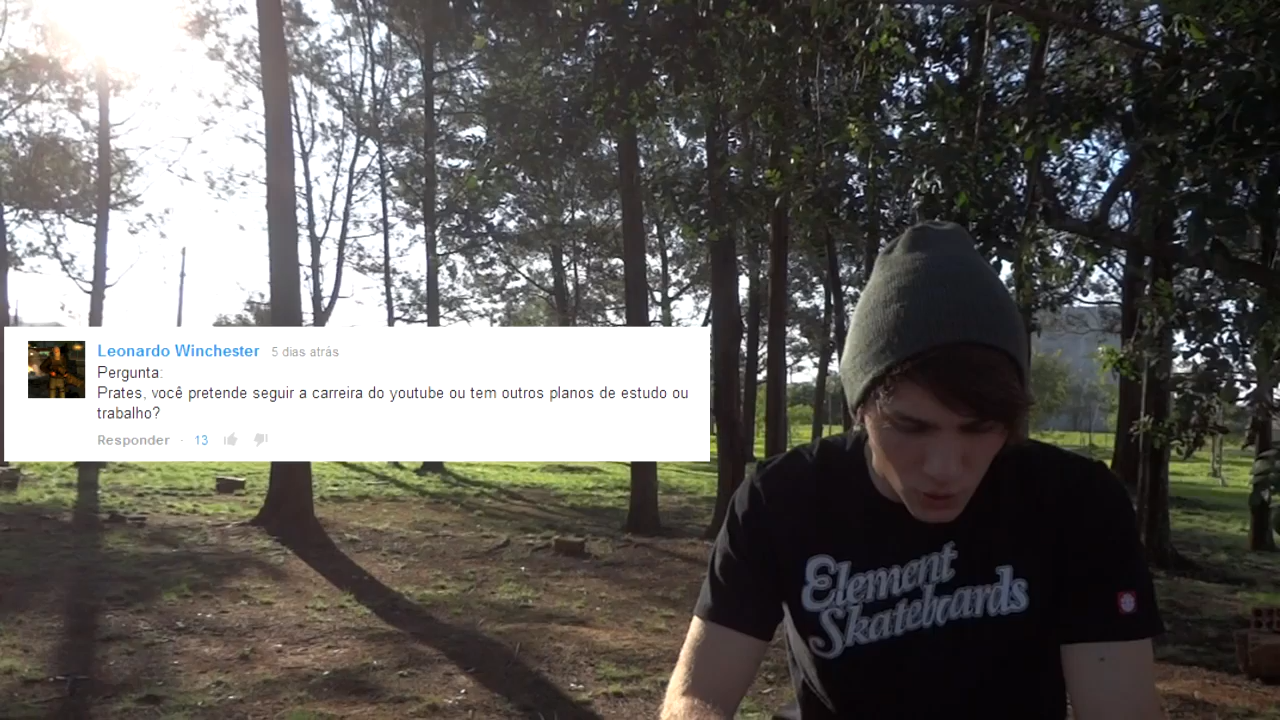 Leonardo Winchester 5 dias atrás
Pergunta:
Prates, você pretende seguir a carreira do youtube ou tem outros planos de estudo ou
trabalho?
Responder · 13
Element
Skateboards